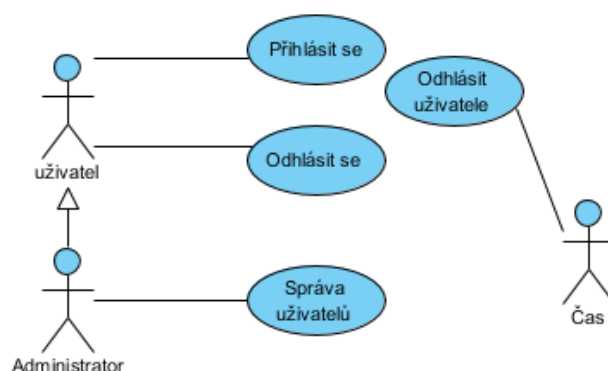 Přihlásit se
Odhlásit
uživatele
uživatel
Odhlásit se
Správa
uživatelů
Čas
Administrator